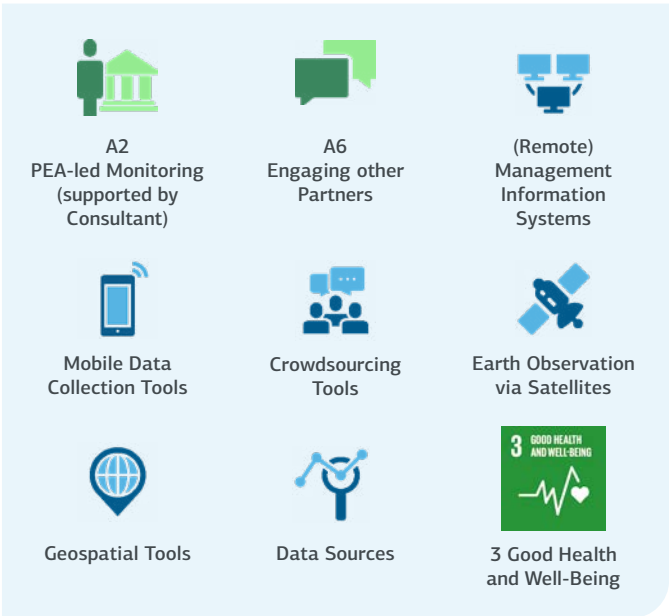 A2
PEA-led Monitoring
(supported by
Consultant)
A6
Engaging other
Partners
(Remote)
Management
Information
Systems
Mobile Data
Collection Tools
Crowdsourcing
Tools
Earth Observation
via Satellites
Geospatial Tools
Data Sources
3 GOOD HEALTH
AND WELL-BEING
3 Good Health
and Well-Being